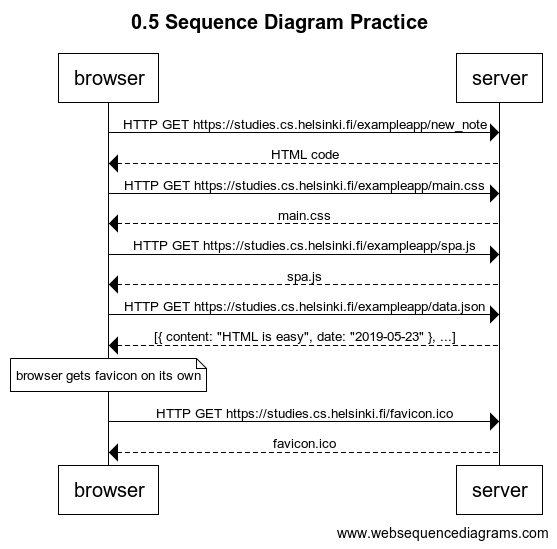 0.5 Sequence Diagram Practice
browser
server
HTTP GET https://studies.cs.helsinki.fi/exampleapp/new_note
HTML code
HTTP GET https://studies.cs.helsinki.fi/exampleapp/main.css
main.css
HTTP GET https://studies.cs.helsinki.fi/exampleapp/spa.js
spa.js
HTTP GET https://studies.cs.helsinki.fi/exampleapp/data.json
[{ content: "HTML is easy", date: "2019-05-23" }, ...]
browser gets favicon on its own
HTTP GET https://studies.cs.helsinki.fi/favicon.ico
favicon.ico
browser
server
www.websequencediagrams.com